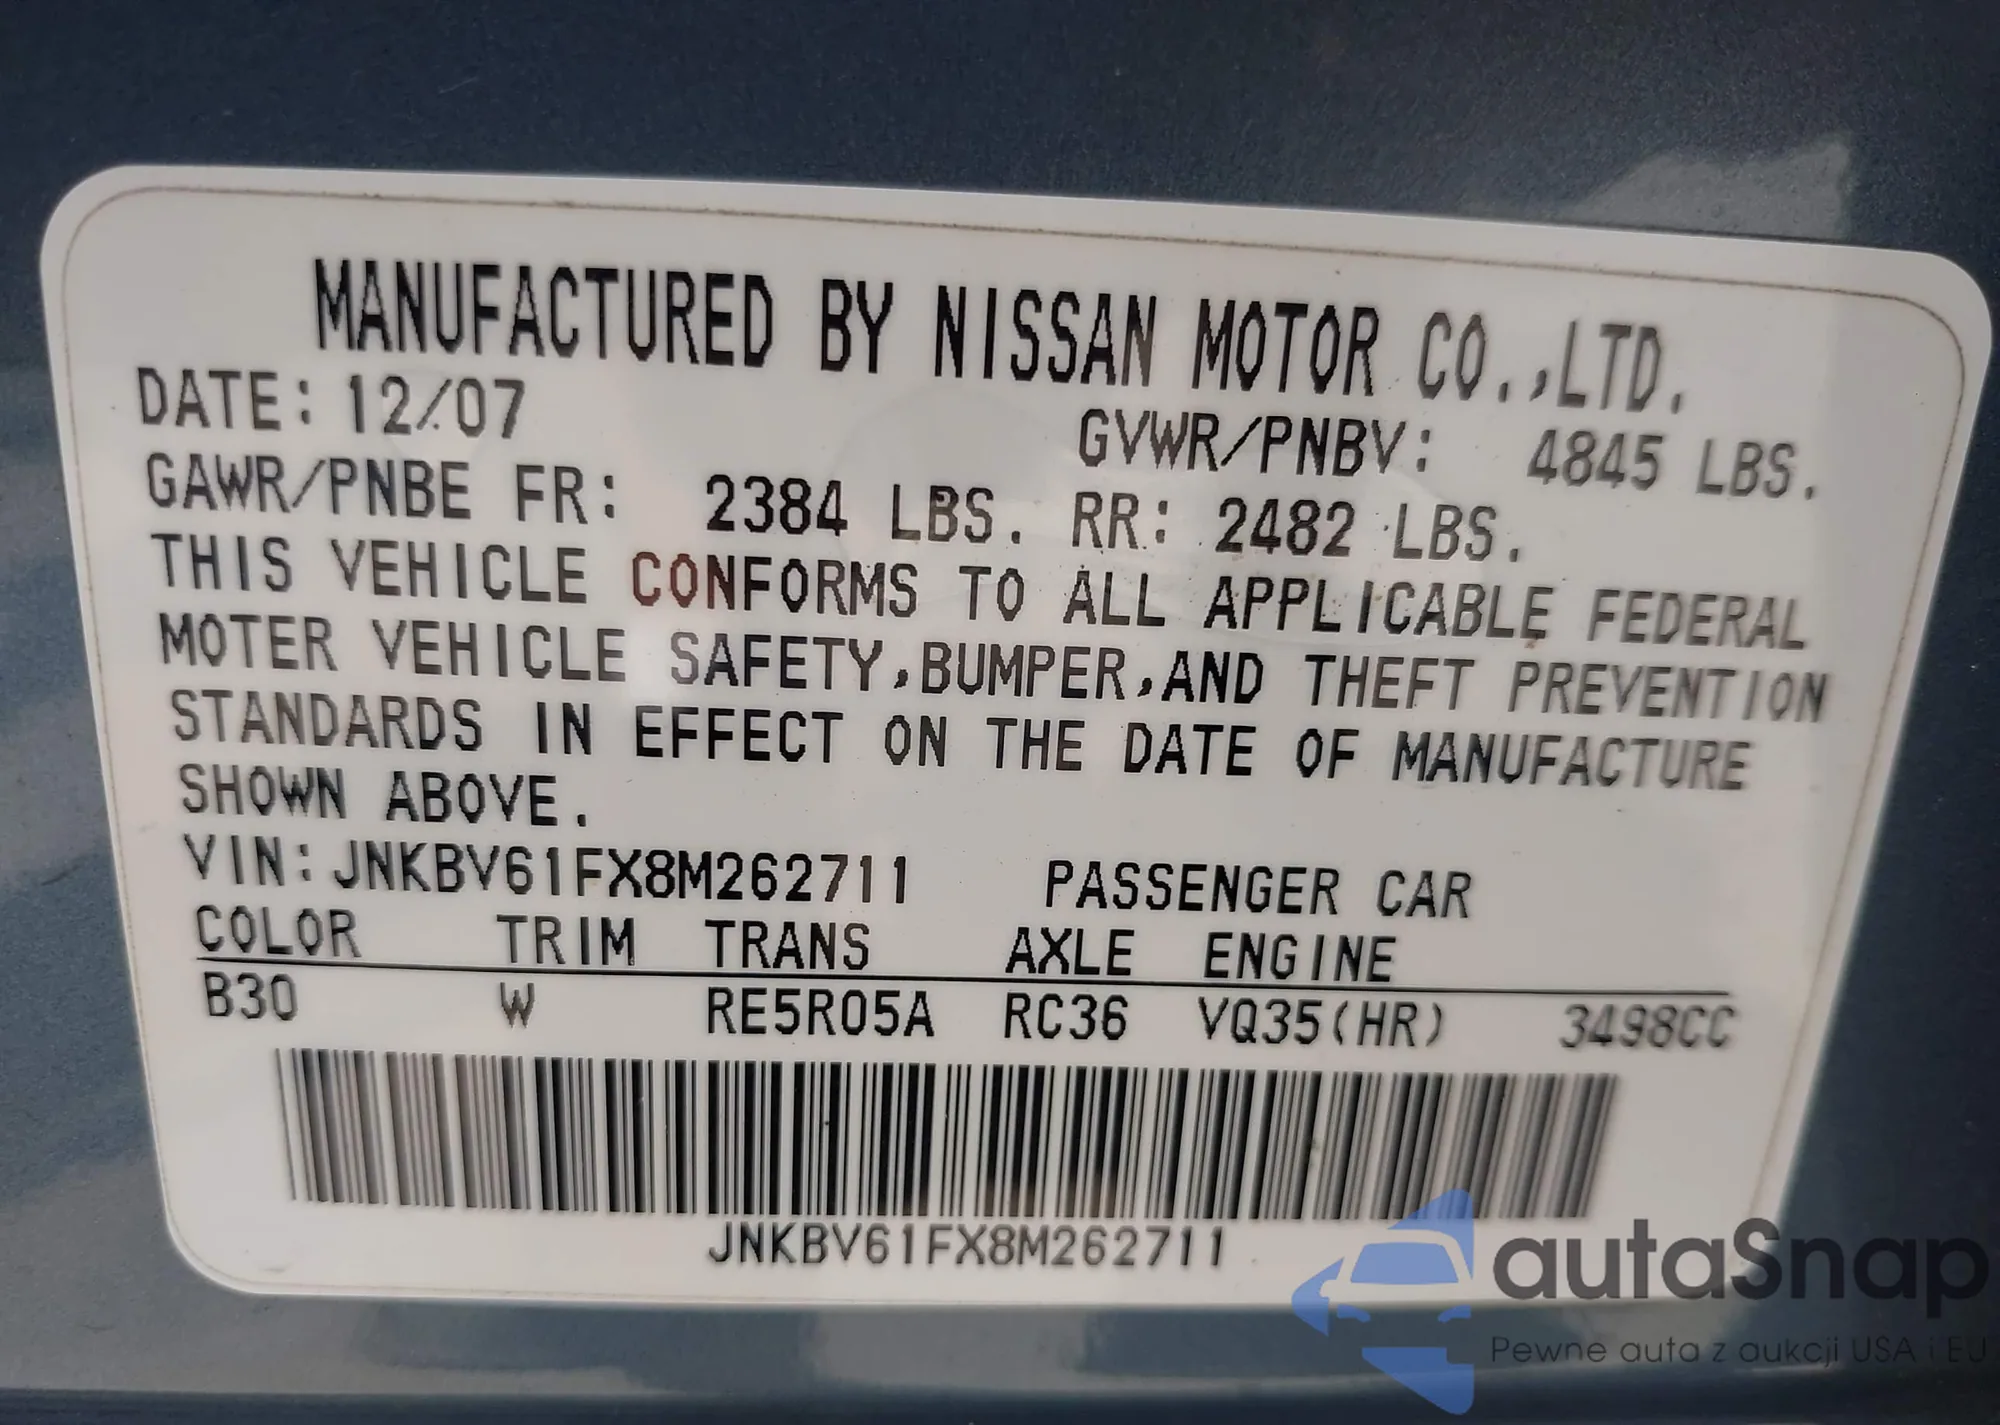 MANUFACTURED BY NISSAN MOTOR CO.,LTD.
DATE: 12/07 GVWR/PNBV: 4845 LBS.
GAWR/PNBE FR: 2384 LBS. RR: 2482 LBS.
THIS VEHICLE CONFORMS TO ALL APPLICABLE FEDERAL
MOTER VEHICLE SAFETY,BUMPER,AND THEFT PREVENTION
STANDARDS IN EFFECT ON THE DATE OF MANUFACTURE
SHOWN ABOVE.
VIN:JNKBV61FX8M262711 PASSENGER CAR
COLOR TRIM TRANS AXLE ENGINE
B30 W RE5R05A RC36 VQ35(HR) 3498CC
JNKBV61FX8M262711
autaSnap
Pewne auta z aukcji USA i EU